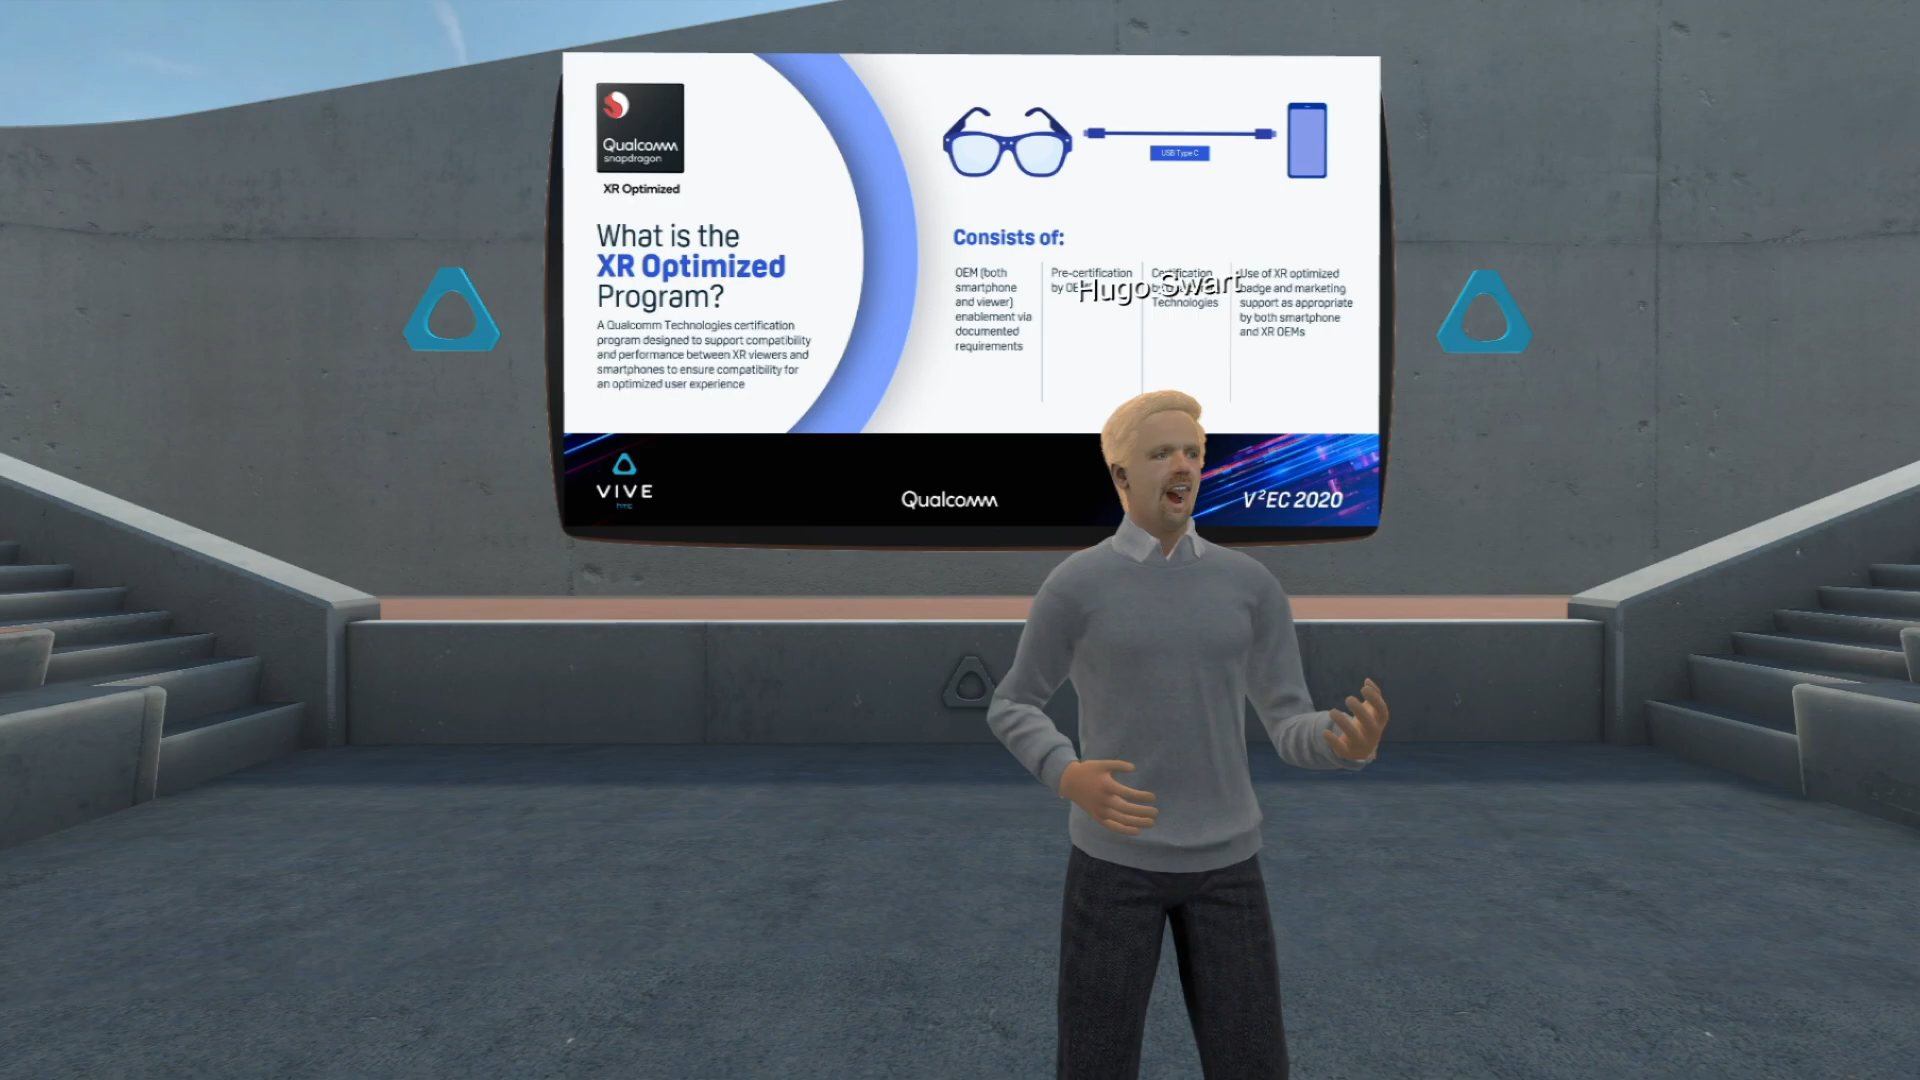 Qualcomm
snapdragon
XR Optimized
What is the
XR Optimized
Program?
A Qualcomm Technologies certification
program designed to support compatibility
and performance between XR viewers and
smartphones to ensure compatibility for
an optimized user experience
USB Type C
Consists of:
OEM (both
smartphone
and viewer)
enablement via
documented
requirements
Pre-certification
by
Certification
Technologies
Use of XR optimized
badge and marketing
support as appropriate
by both smartphone
and XR OEMs
Hugo Swart
VIVE
HTC
Qualcomm
V²EC 2020